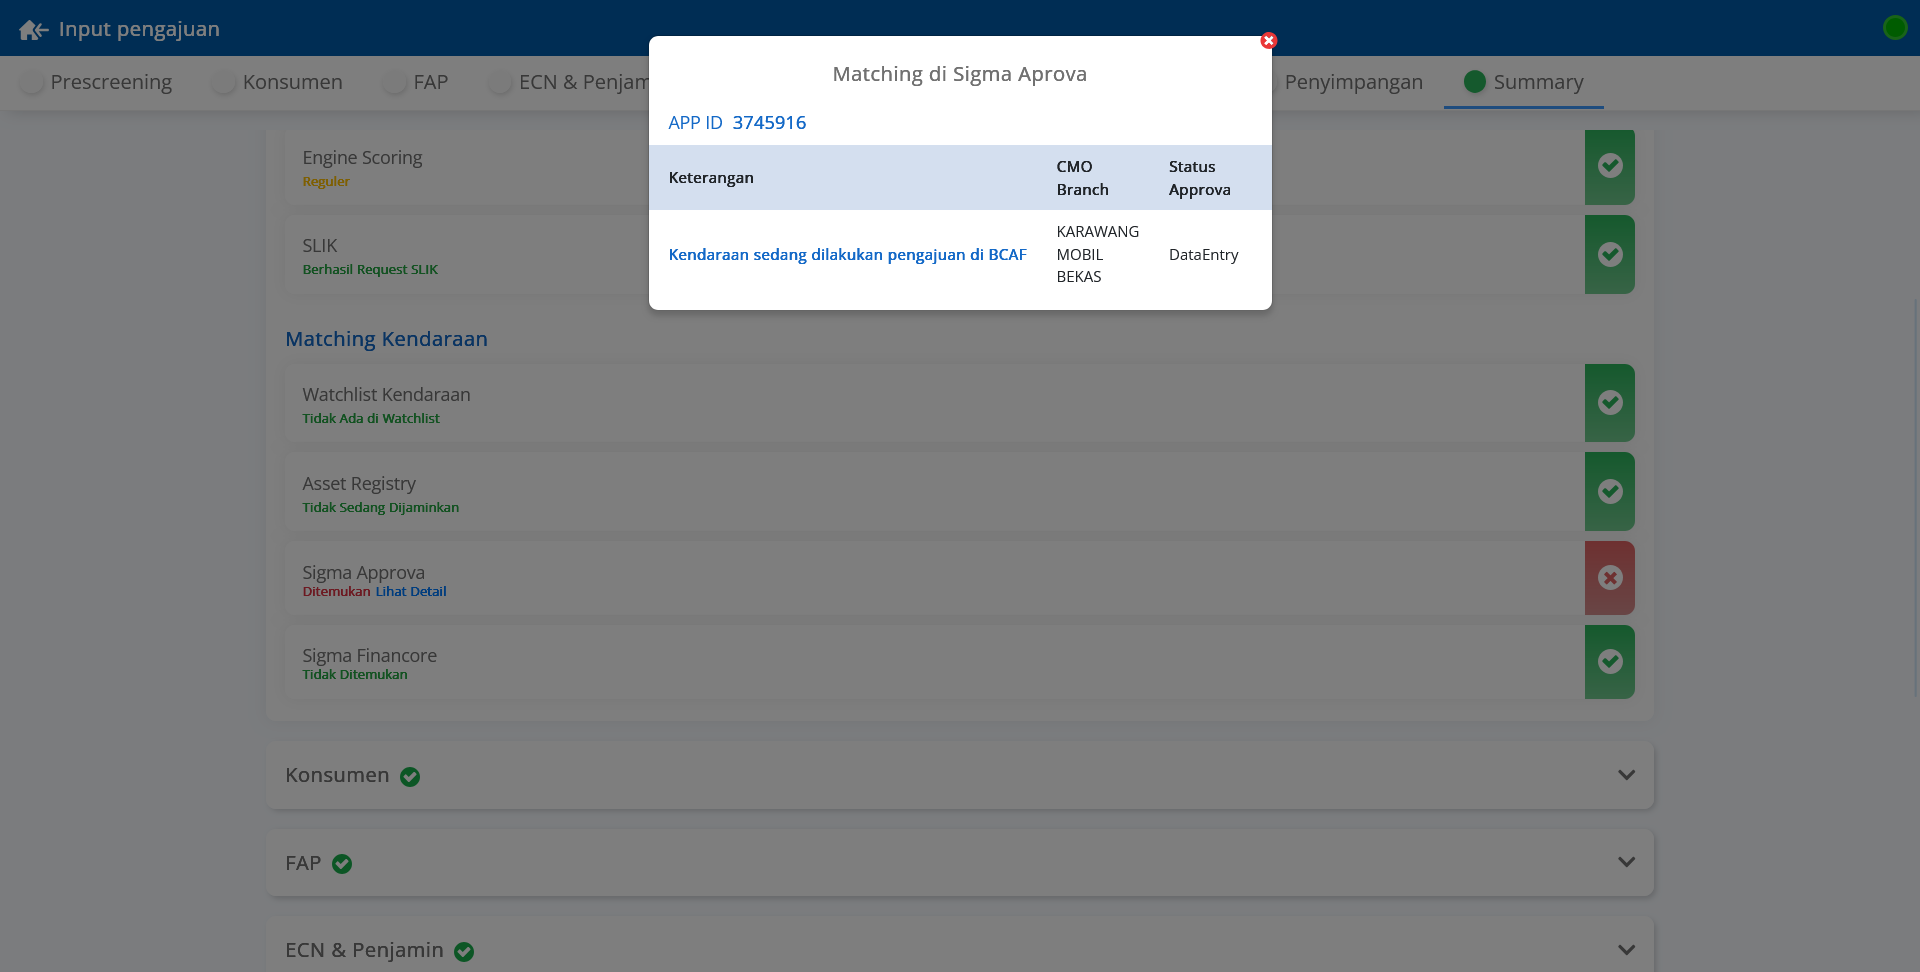 Input pengajuan
Prescreening
Konsumen
FAP
ECN & Penjam
Penyimpangan
Summary
Matching di Sigma Aprova
APP ID 3745916
Keterangan
CMO
Branch
Status
Approva
Kendaraan sedang dilakukan pengajuan di BCAF
KARAWANG
MOBIL
BEKAS
DataEntry
Engine Scoring
Reguler
SLIK
Berhasil Request SLIK
Matching Kendaraan
Watchlist Kendaraan
Tidak Ada di Watchlist
Asset Registry
Tidak Sedang Dijaminkan
Sigma Approva
Ditemukan Lihat Detail
Sigma Financore
Tidak Ditemukan
Konsumen
FAP
ECN & Penjamin